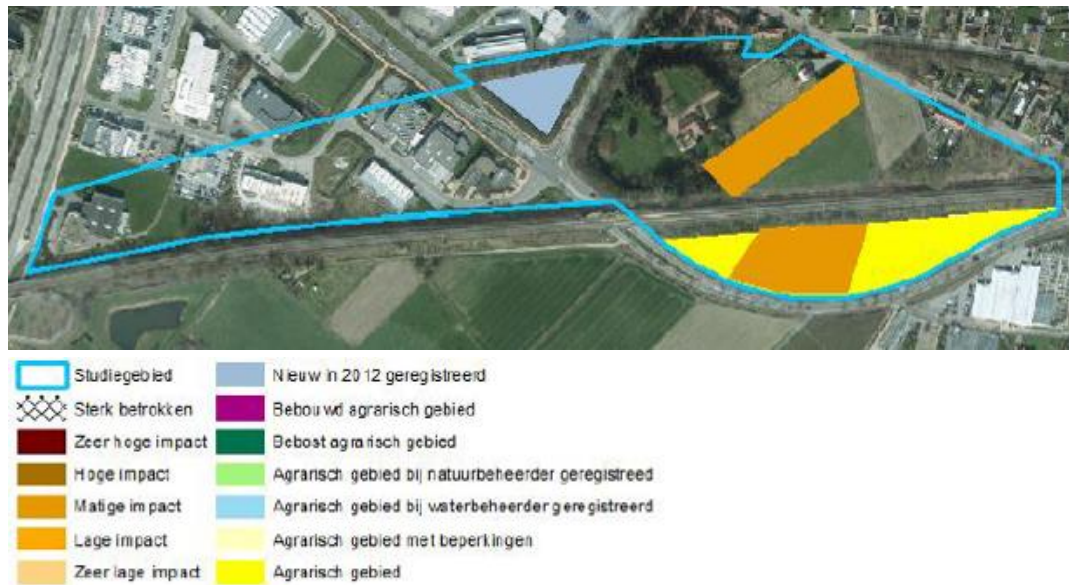 Studiegebied
Sterk betrokken
Zeer hoge impact
Hoge impact
Matige impact
Lage impact
Zeer lage impact
Nieuw in 2012 geregistreerd
Bebouwd agrarisch gebied
Bebost agrarisch gebied
Agrarisch gebied bij natuurbeheerder geregistreed
Agrarisch gebied bij waterbeheerder geregistreerd
Agrarisch gebied met beperkingen
Agrarisch gebied